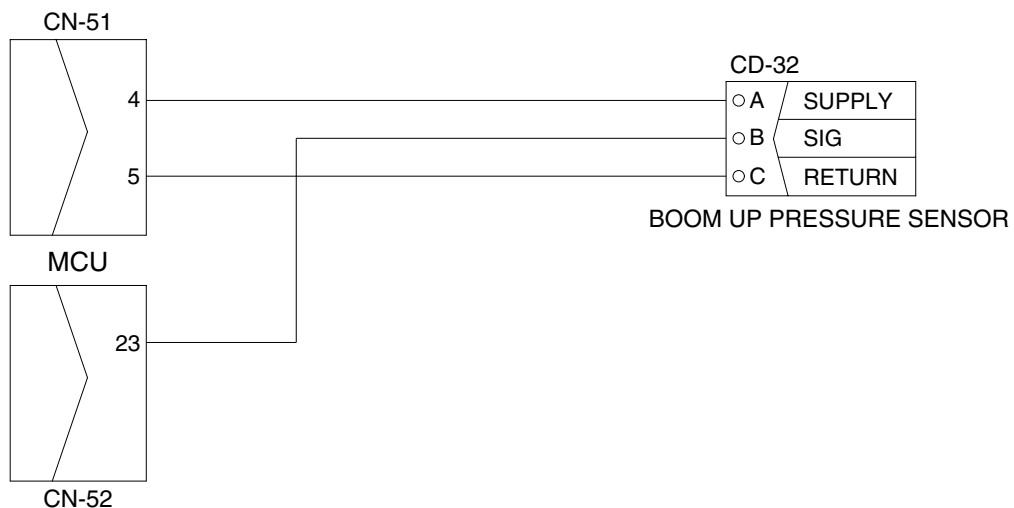 CN-51
CD-32
4
A SUPPLY
B SIG
5
C RETURN
BOOM UP PRESSURE SENSOR
MCU
23
CN-52